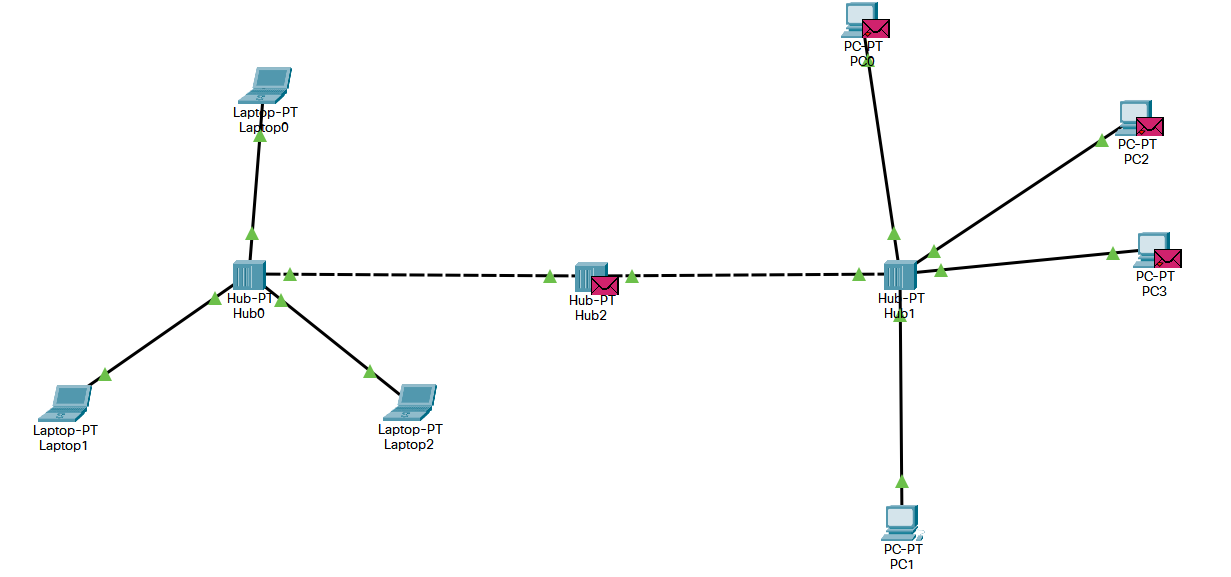 PC-PT
PC0
Laptop-PT
Laptop0
PC-PT
PC2
PC-PT
PC3
Hub-PT
Hub0
Hub-PT
Hub2
Hub-PT
Hub1
Laptop-PT
Laptop1
Laptop-PT
Laptop2
PC-PT
PC1